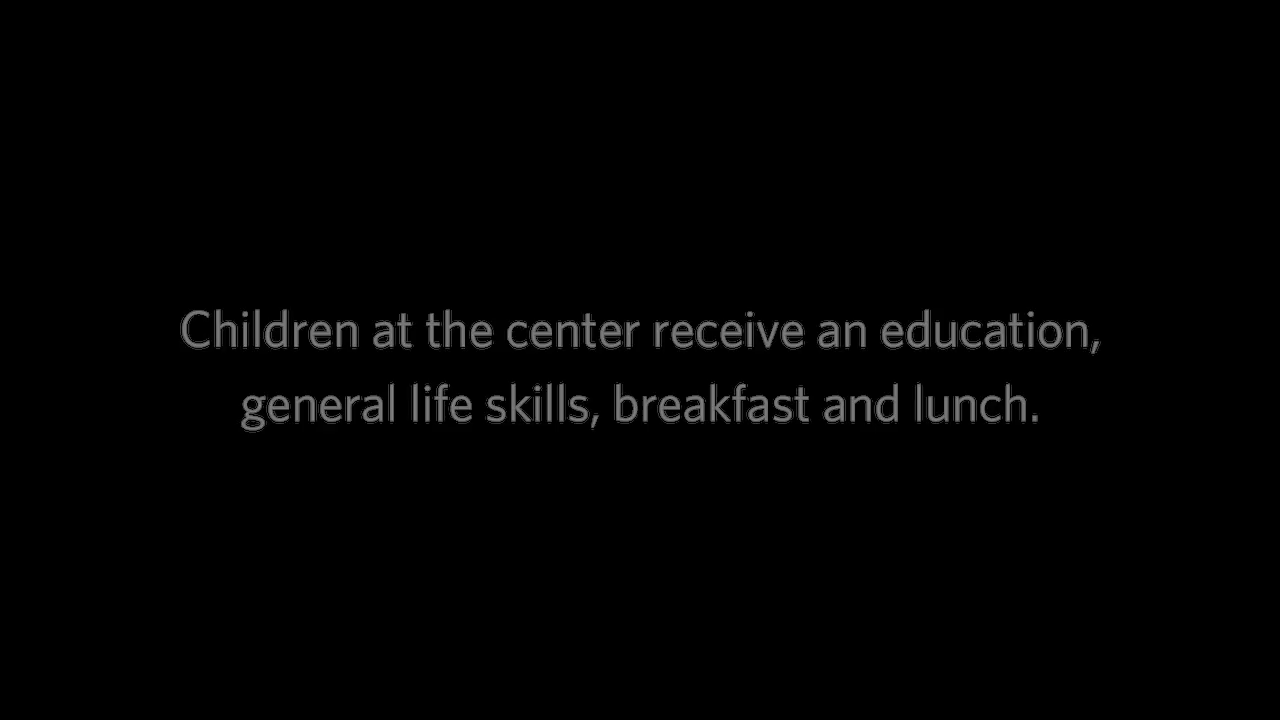 Children at the center receive an education,
general life skills, breakfast and lunch.